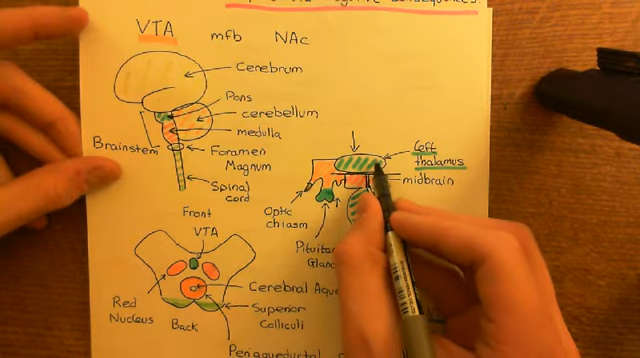 VTA mfb NAc
Cerebrum
Pons
cerebellum
medulla
Brainstem
Foramen
Magnum
Spinal
cord
Left
thalamus
midbrain
Optic
chiasm
Pituitary
Gland
Front
VTA
Cerebral Aque
Red
Nucleus
Superior
Colliculi
Back
Periaqueductal